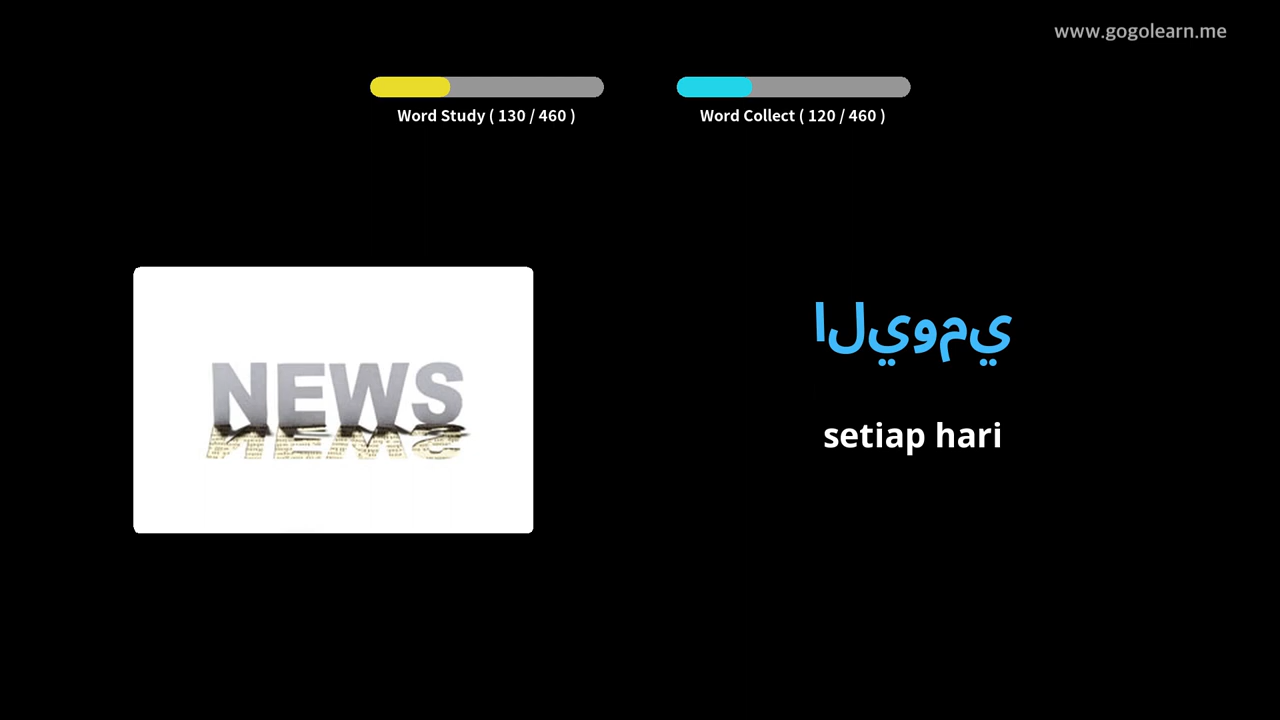 www.gogolearn.me
Word Study ( 130 / 460 )
Word Collect ( 120 / 460 )
NEWS
اليومي
setiap hari